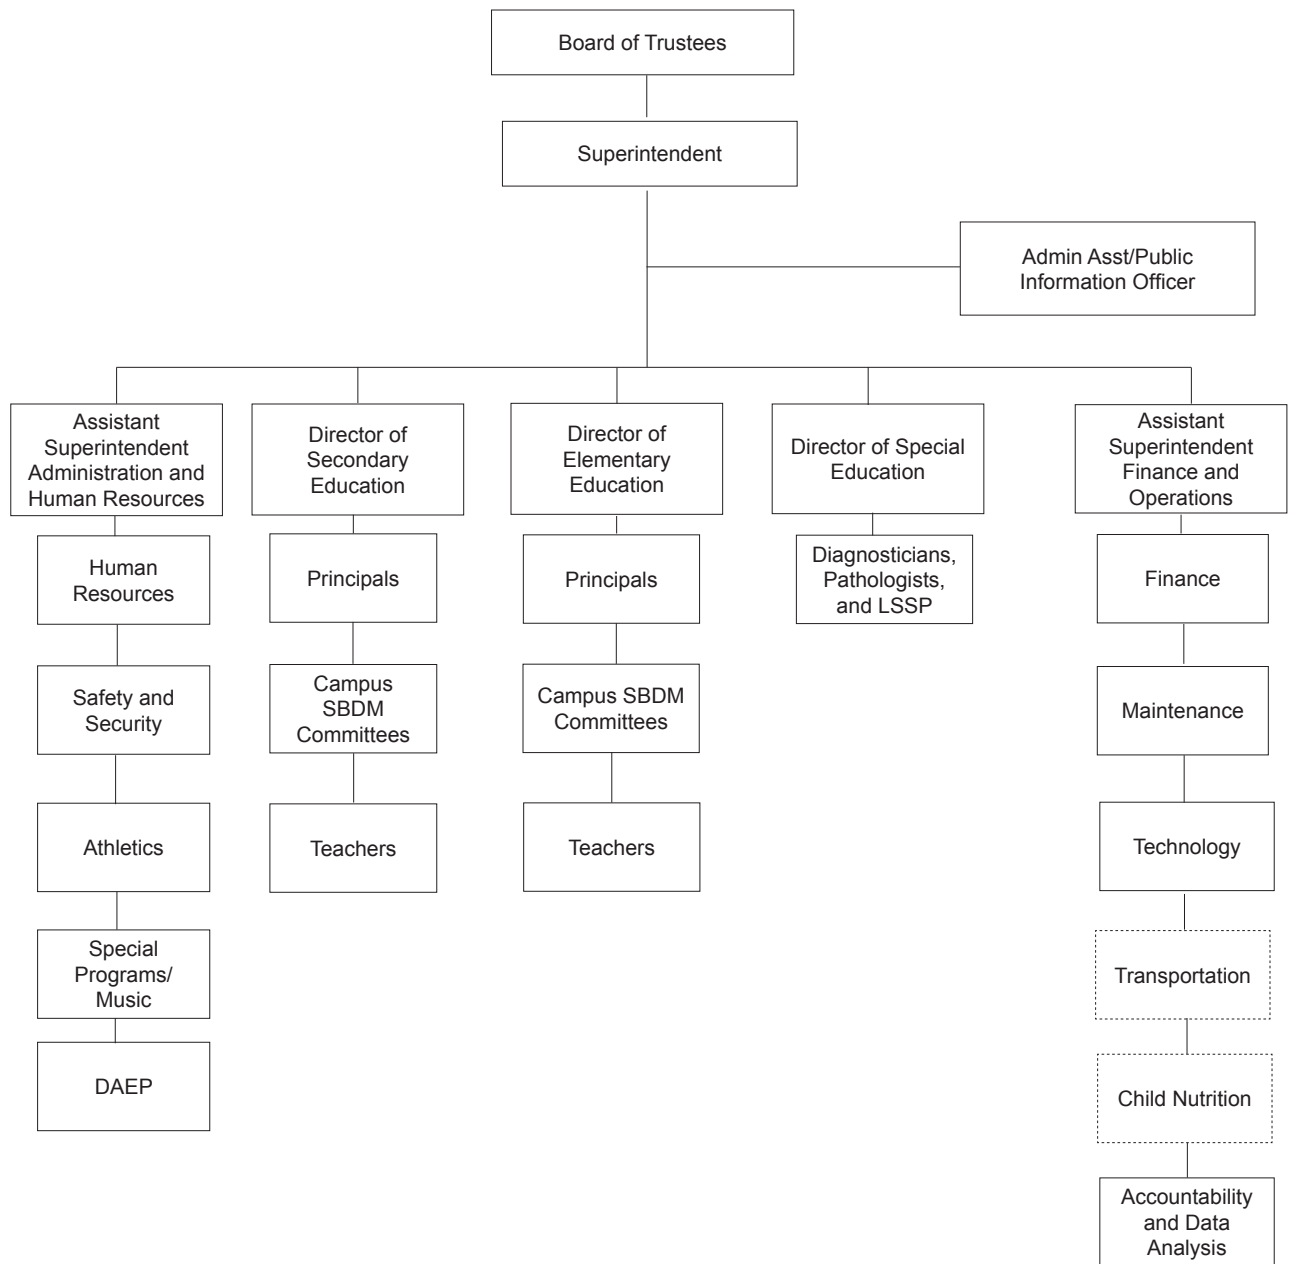 Board of Trustees
Superintendent
Admin Asst/Public
Information Officer
Assistant
Superintendent
Administration and
Human Resources
Director of
Secondary
Education
Director of
Elementary
Education
Director of Special
Education
Assistant
Superintendent
Finance and
Operations
Human
Resources
Principals
Principals
Diagnosticians,
Pathologists,
and LSSP
Finance
Safety and
Security
Campus
SBDM
Committees
Campus SBDM
Committees
Maintenance
Athletics
Teachers
Teachers
Technology
Special
Programs/
Music
Transportation
DAEP
Child Nutrition
Accountability
and Data
Analysis